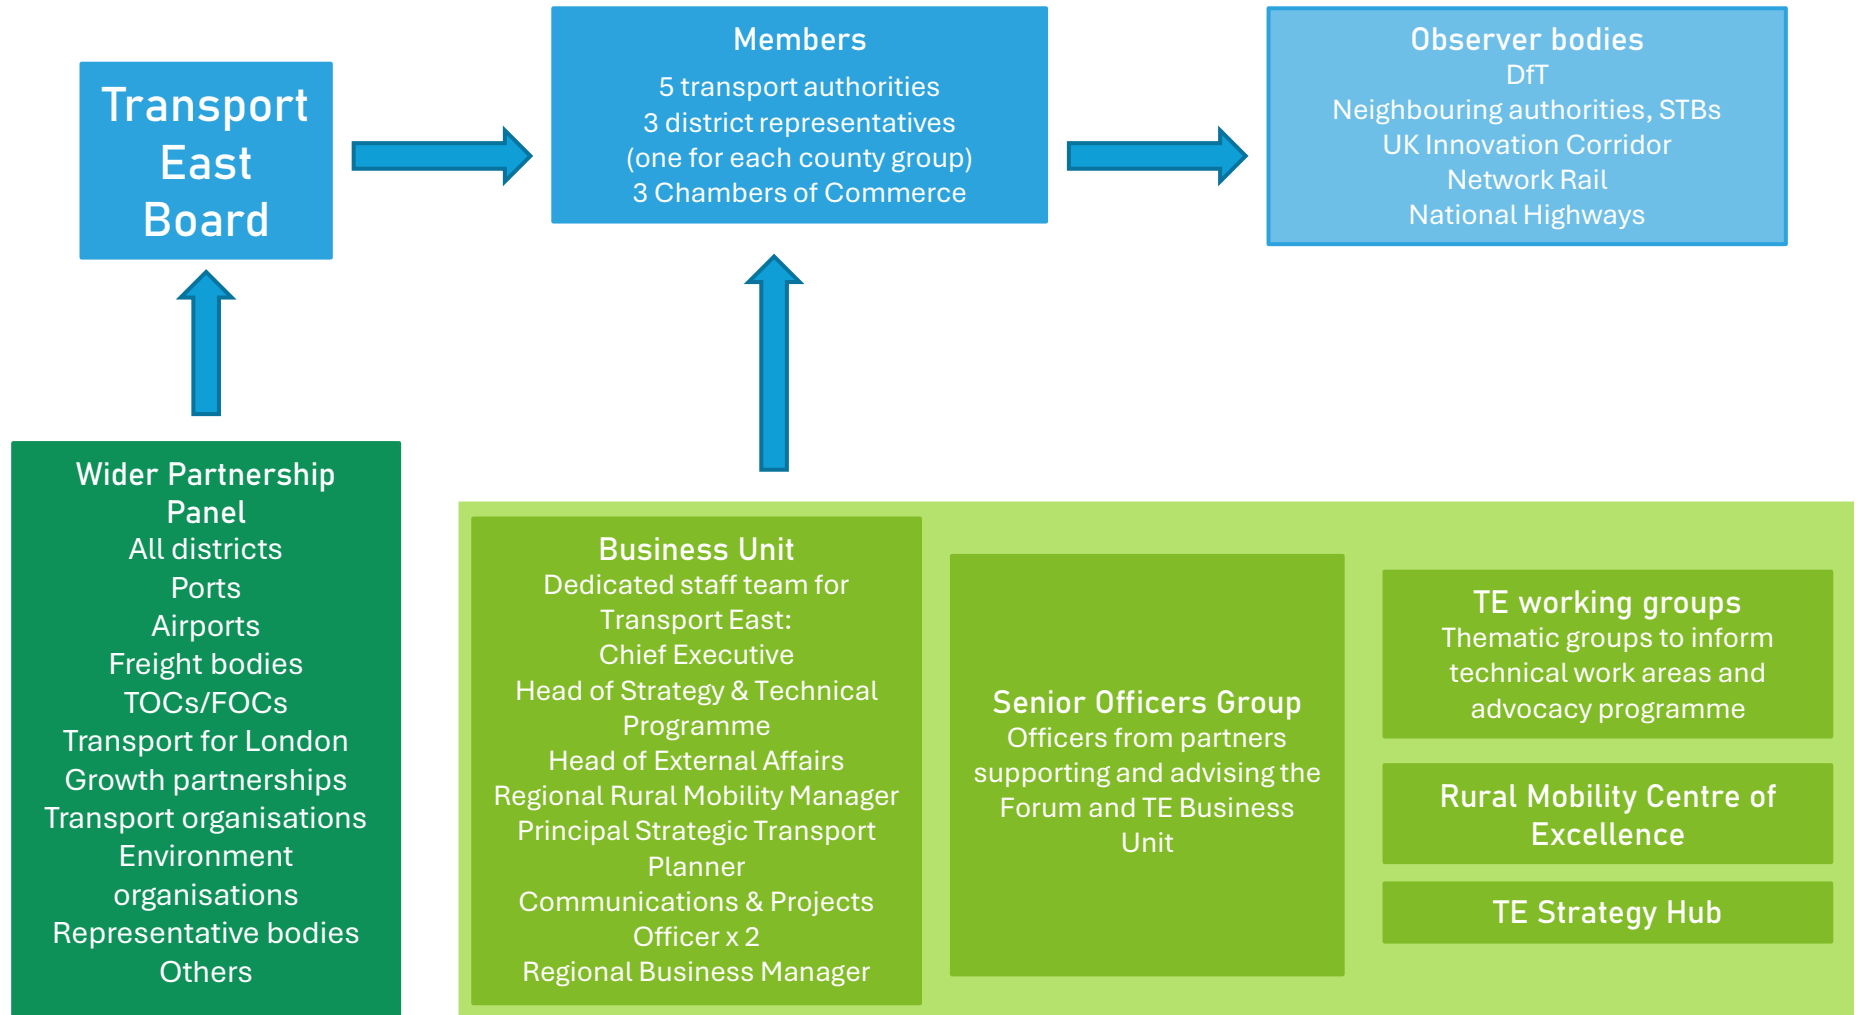 Transport
East
Board
Members
5 transport authorities
3 district representatives
(one for each county group)
3 Chambers of Commerce
Observer bodies
DfT
Neighbouring authorities, STBs
UK Innovation Corridor
Network Rail
National Highways
Wider Partnership
Panel
All districts
Ports
Airports
Freight bodies
TOCs/FOCs
Transport for London
Growth partnerships
Transport organisations
Environment
organisations
Representative bodies
Others
Business Unit
Dedicated staff team for
Transport East:
Chief Executive
Head of Strategy & Technical
Programme
Head of External Affairs
Regional Rural Mobility Manager
Principal Strategic Transport
Planner
Communications & Projects
Officer x 2
Regional Business Manager
Senior Officers Group
Officers from partners
supporting and advising the
Forum and TE Business
Unit
TE working groups
Thematic groups to inform
technical work areas and
advocacy programme
Rural Mobility Centre of
Excellence
TE Strategy Hub